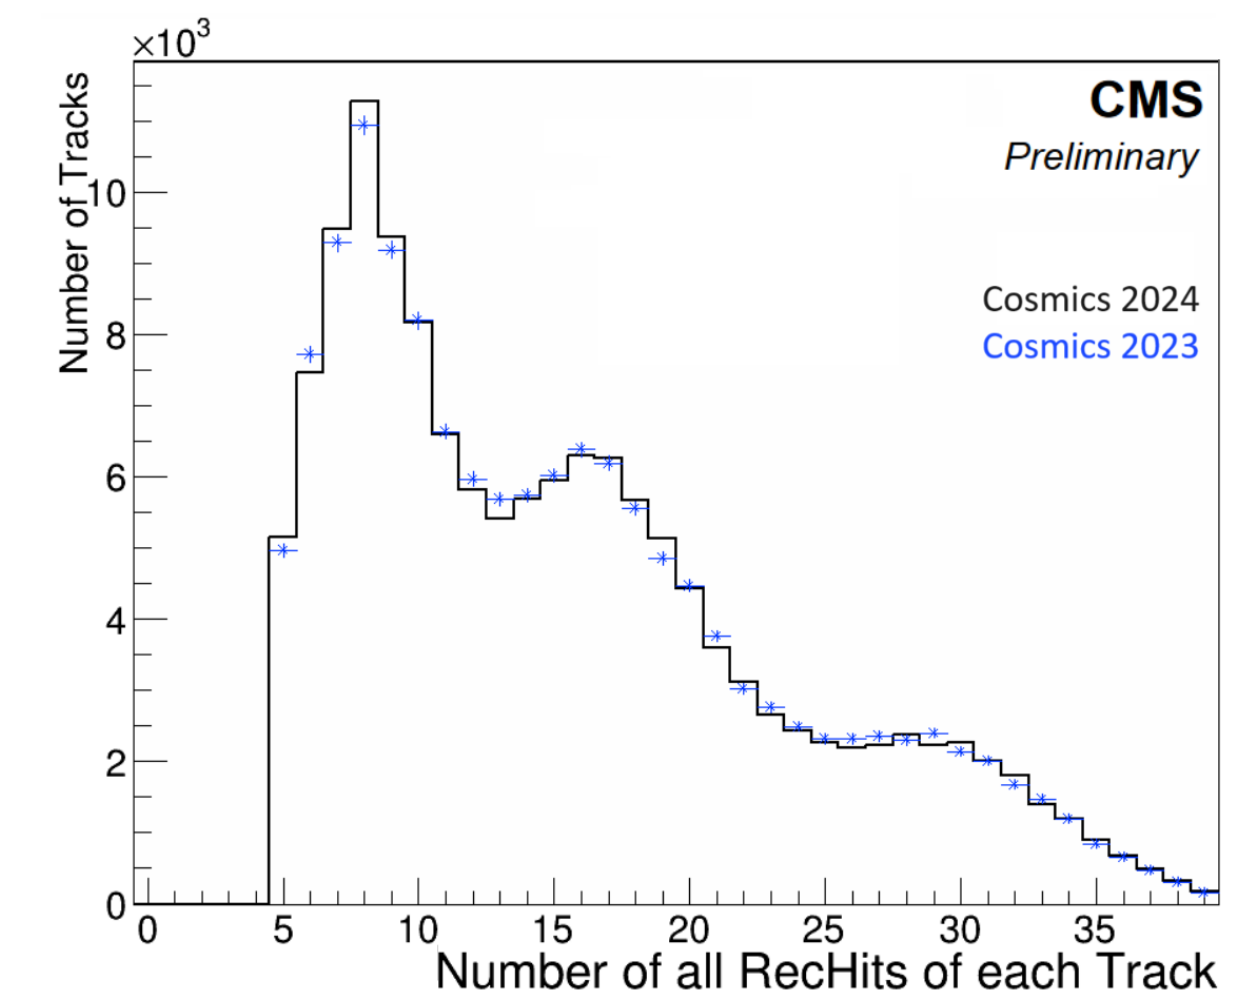 ×10³
Number of Tracks
CMS
Preliminary
Cosmics 2024
Cosmics 2023
10
8
6
4
2
0
0 5 10 15 20 25 30 35
Number of all RecHits of each Track